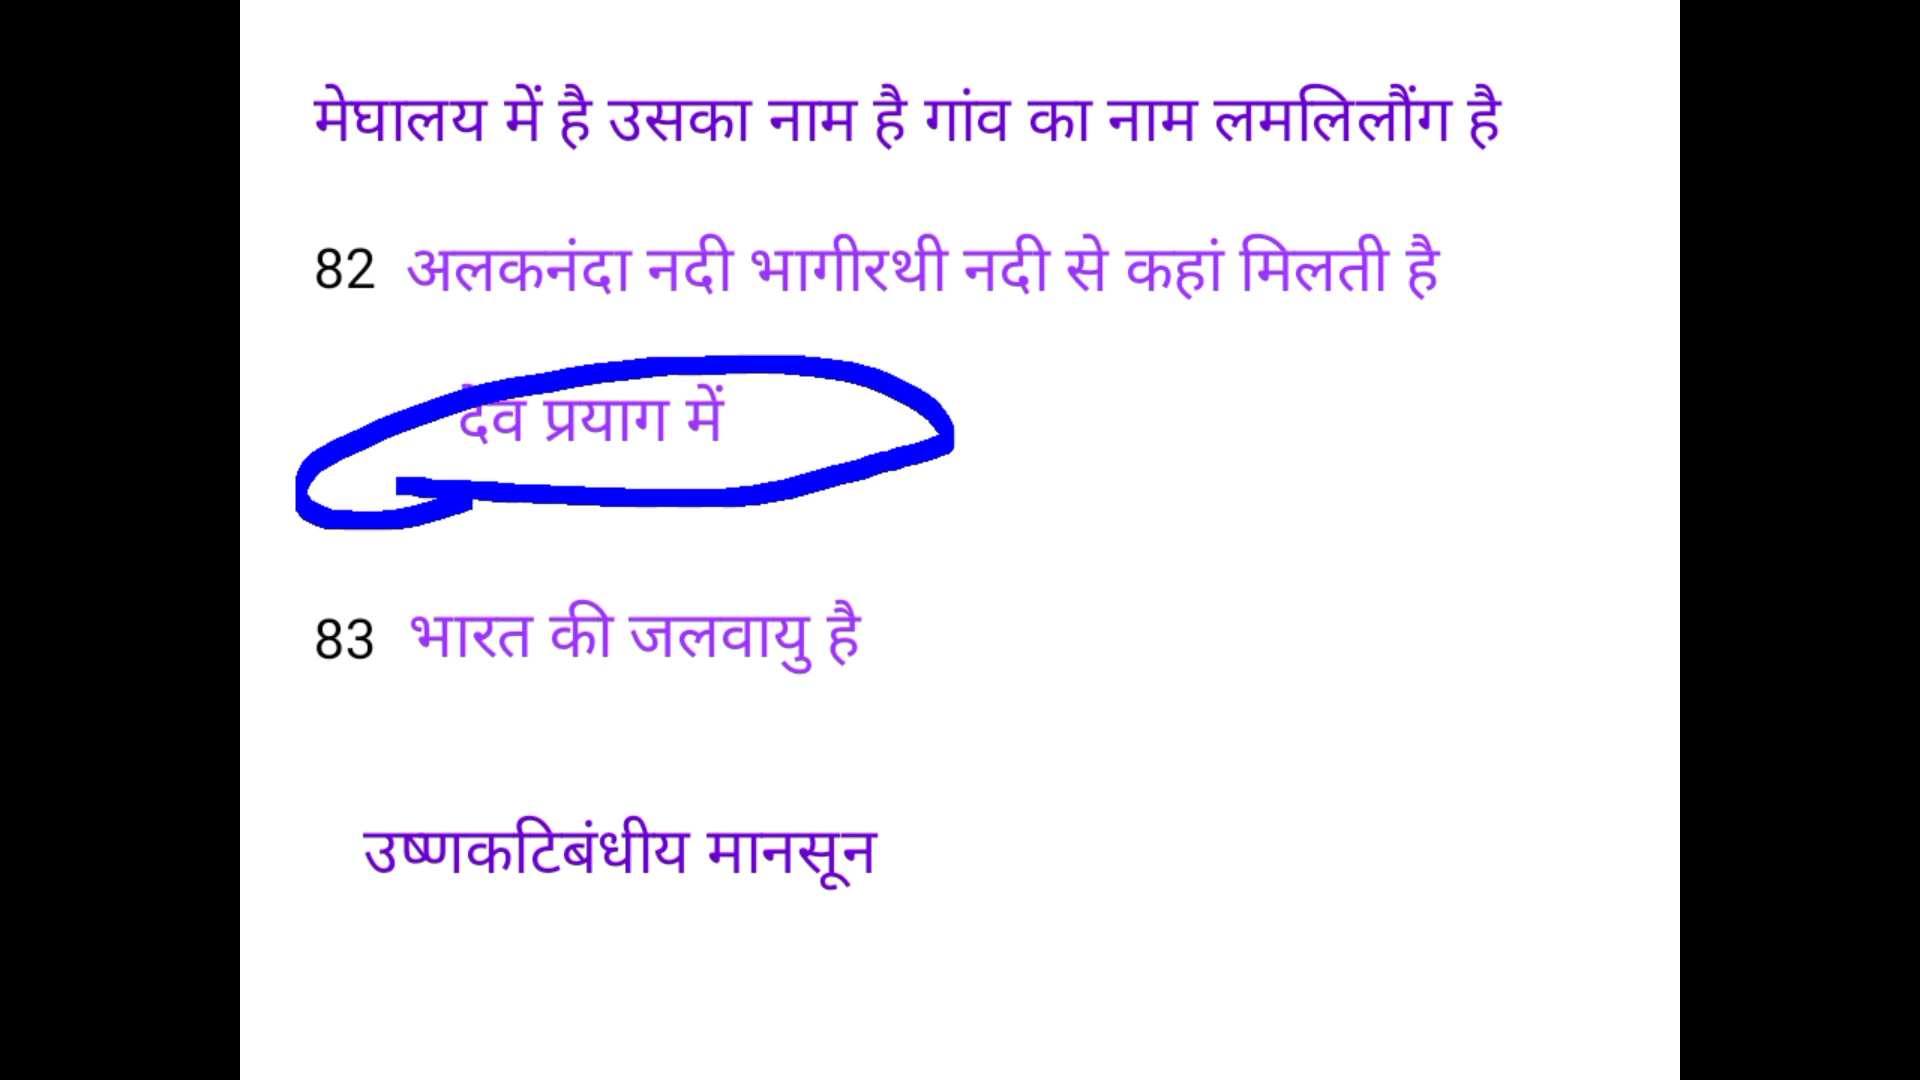 मेघालय में है उसका नाम है गांव का नाम लमलिलौंग है
82 अलकनंदा नदी भागीरथी नदी से कहां मिलती है
देव प्रयाग में
83 भारत की जलवायु है
उष्णकटिबंधीय मानसून